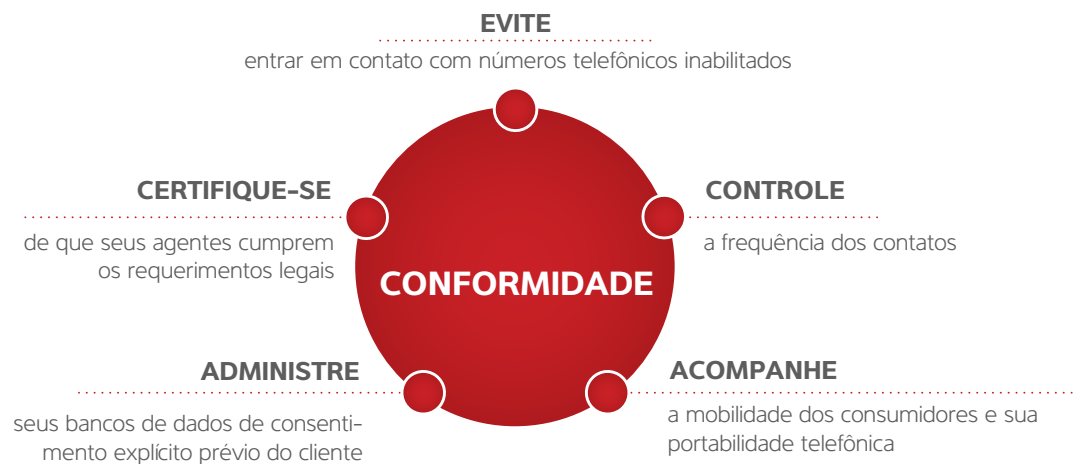 EVITE
entrar em contato com números telefônicos inabilitados
CERTIFIQUE-SE
de que seus agentes cumprem
os requerimentos legais
CONTROLE
a frequência dos contatos
CONFORMIDADE
ADMINISTRE
seus bancos de dados de consenti-
mento explícito prévio do cliente
ACOMPANHE
a mobilidade dos consumidores e sua
portabilidade telefônica